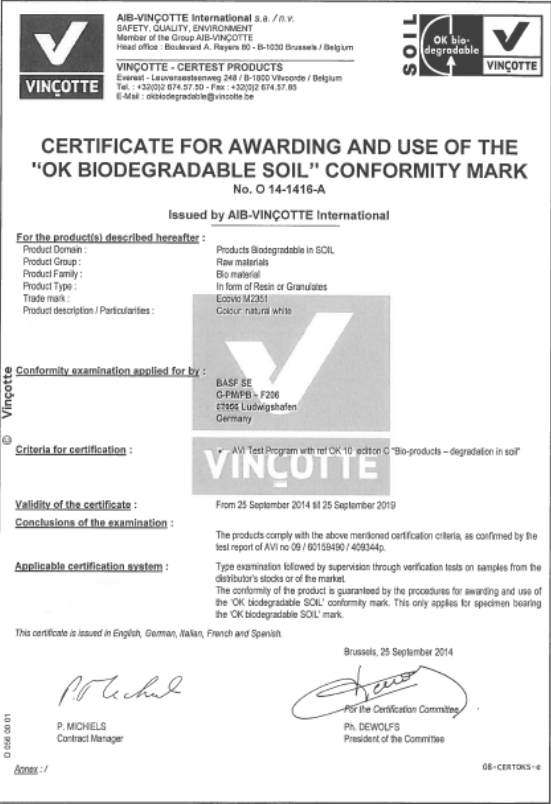 AIB-VINÇOTTE International s.a. / n.v.
SAFETY, QUALITY, ENVIRONMENT
Member of the Group AIB-VINÇOTTE
Head office : Boulevard A. Reyers 80 - B-1030 Brussels / Belgium
VINÇOTTE - CERTEST PRODUCTS
Everest - Leuvensesteenweg 248 / B-1800 Vilvoorde / Belgium
Tel. : +32(0)2 674.57.50 - Fax : +32(0)2 674.57.85
E-Mail : okbiodegradable@vincotte.be
VINÇOTTE
SOIL
OK bio-
degradable
VINÇOTTE
CERTIFICATE FOR AWARDING AND USE OF THE
"OK BIODEGRADABLE SOIL" CONFORMITY MARK
No. O 14-1416-A
Issued by AIB-VINÇOTTE International
For the product(s) described hereafter :
Product Domain : Products Biodegradable in SOIL
Product Group : Raw materials
Product Family : Bio material
Product Type : In form of Resin or Granulates
Trade mark : Ecovio M2351
Product description / Particularities : Colour: natural white
Conformity examination applied for by :
BASF SE
G-PM/PB - F206
67056 Ludwigshafen
Germany
© Vinçotte
Criteria for certification : • AVI Test Program with ref OK 10 edition C "Bio-products – degradation in soil"
VINÇOTTE
Validity of the certificate : From 25 September 2014 till 25 September 2019
Conclusions of the examination :
The products comply with the above mentioned certification criteria, as confirmed by the
test report of AVI no 09 / 60159490 / 409344p.
Applicable certification system : Type examination followed by supervision through verification tests on samples from the
distributor's stocks or of the market.
The conformity of the product is guaranteed by the procedures for awarding and use of
the 'OK biodegradable SOIL' conformity mark. This only applies for specimen bearing
the 'OK biodegradable SOIL' mark.
This certificate is issued in English, German, Italian, French and Spanish.
Brussels, 25 September 2014
For the Certification Committee
P. MICHIELS
Contract Manager
Ph. DEWOLFS
President of the Committee
D 056 00 01
Annex : /
08-CERTOKS-e